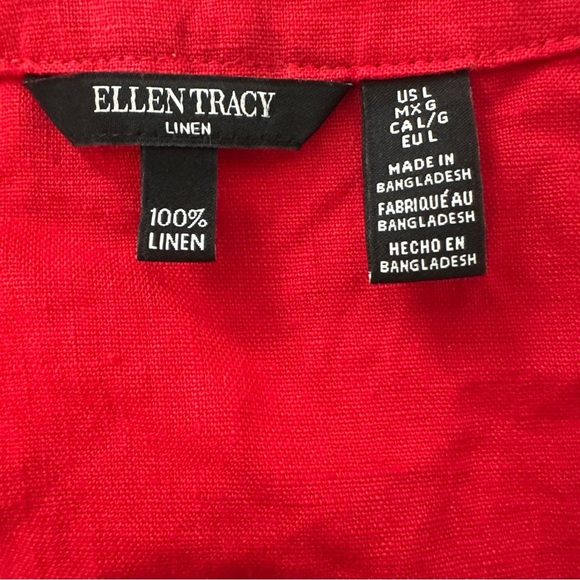 ELLEN TRACY
LINEN
100%
LINEN
US L
MX G
CA L/G
EU L
MADE IN
BANGLADESH
FABRIQUÉ AU
BANGLADESH
HECHO EN
BANGLADESH